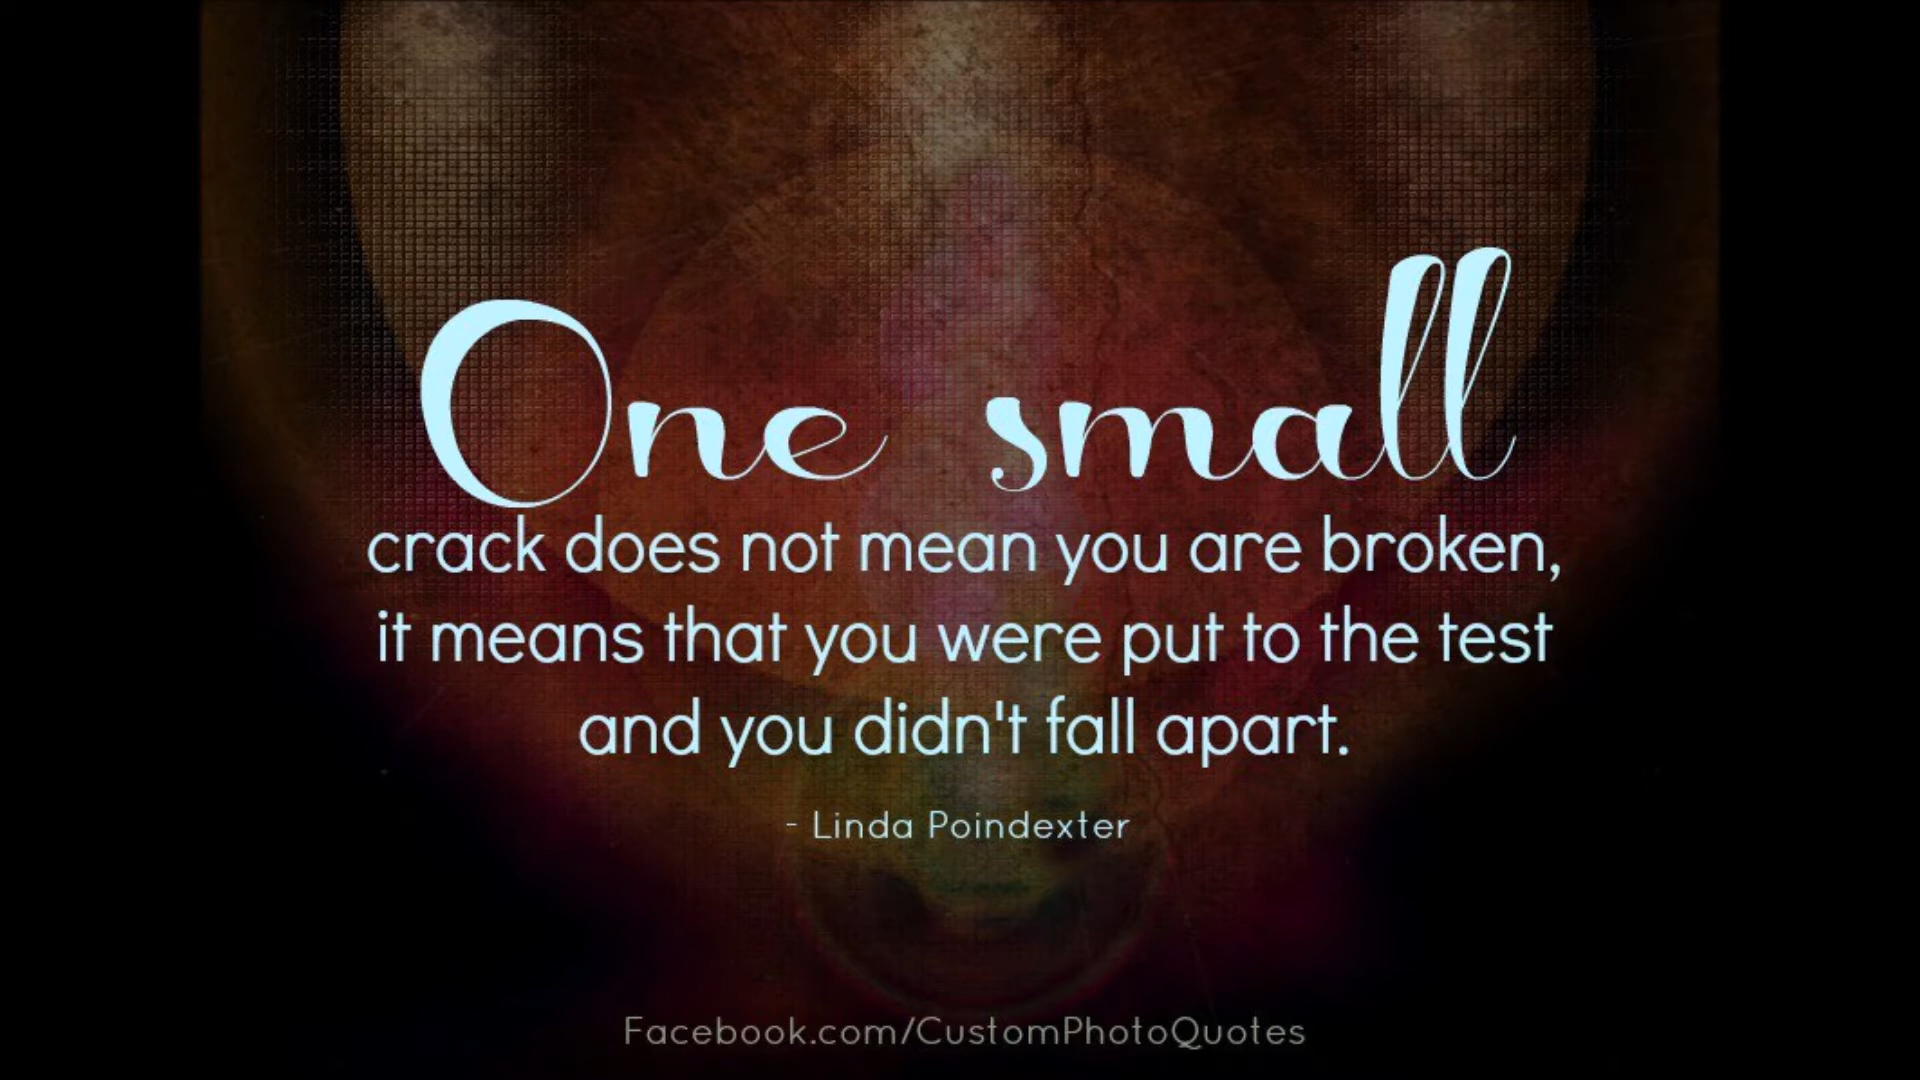 One small
crack does not mean you are broken,
it means that you were put to the test
and you didn't fall apart.
- Linda Poindexter
Facebook.com/CustomPhotoQuotes